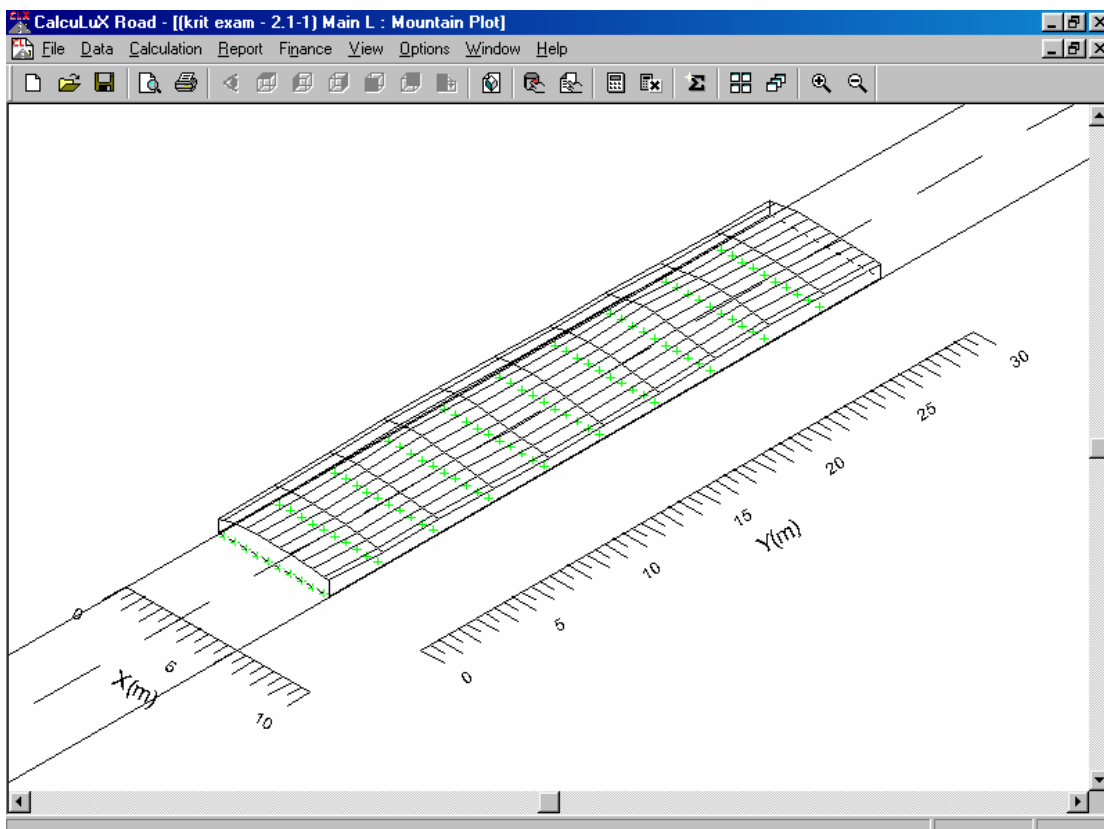 CalcuLuX Road - [(krit exam - 2.1-1) Main L : Mountain Plot]
File Data Calculation Report Finance View Options Window Help
30
25
20
15
Y(m)
10
5
0
0
5
X(m)
10